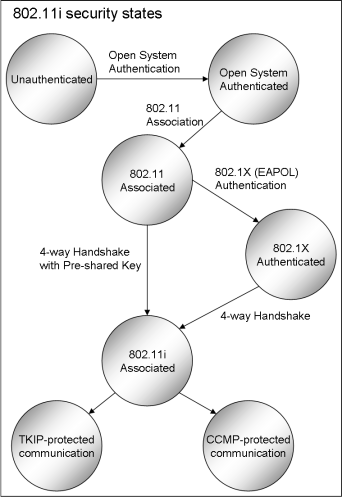 802.11i security states
Open System
Authentication
Unauthenticated
Open System
Authenticated
802.11
Association
802.11
Associated
802.1X (EAPOL)
Authentication
802.1X
Authenticated
4-way Handshake
with Pre-shared Key
4-way Handshake
802.11i
Associated
TKIP-protected
communication
CCMP-protected
communication